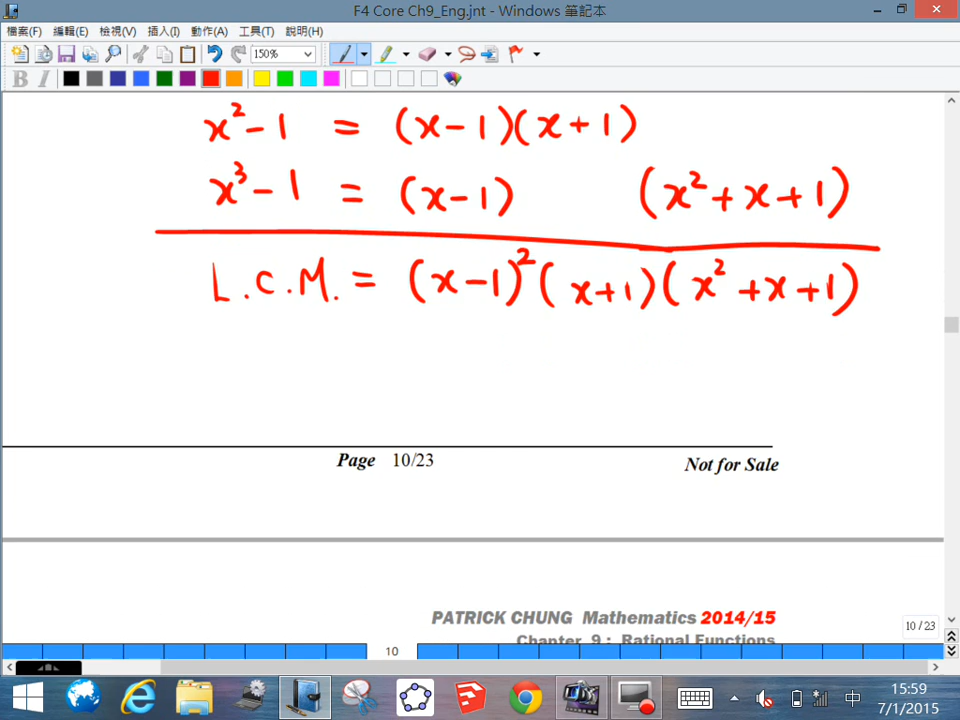 F4 Core Ch9_Eng.jnt - Windows 筆記本
檔案(F) 編輯(E) 檢視(V) 插入(I) 動作(A) 工具(T) 說明(H)
150%
B I
x²-1 = (x-1)(x+1)
x³-1 = (x-1) (x²+x+1)
L.C.M. = (x-1)²(x+1)(x²+x+1)
Page 10/23
Not for Sale
PATRICK CHUNG Mathematics 2014/15
Chapter 9 : Rational Functions
10 / 23
10
中
15:59
7/1/2015